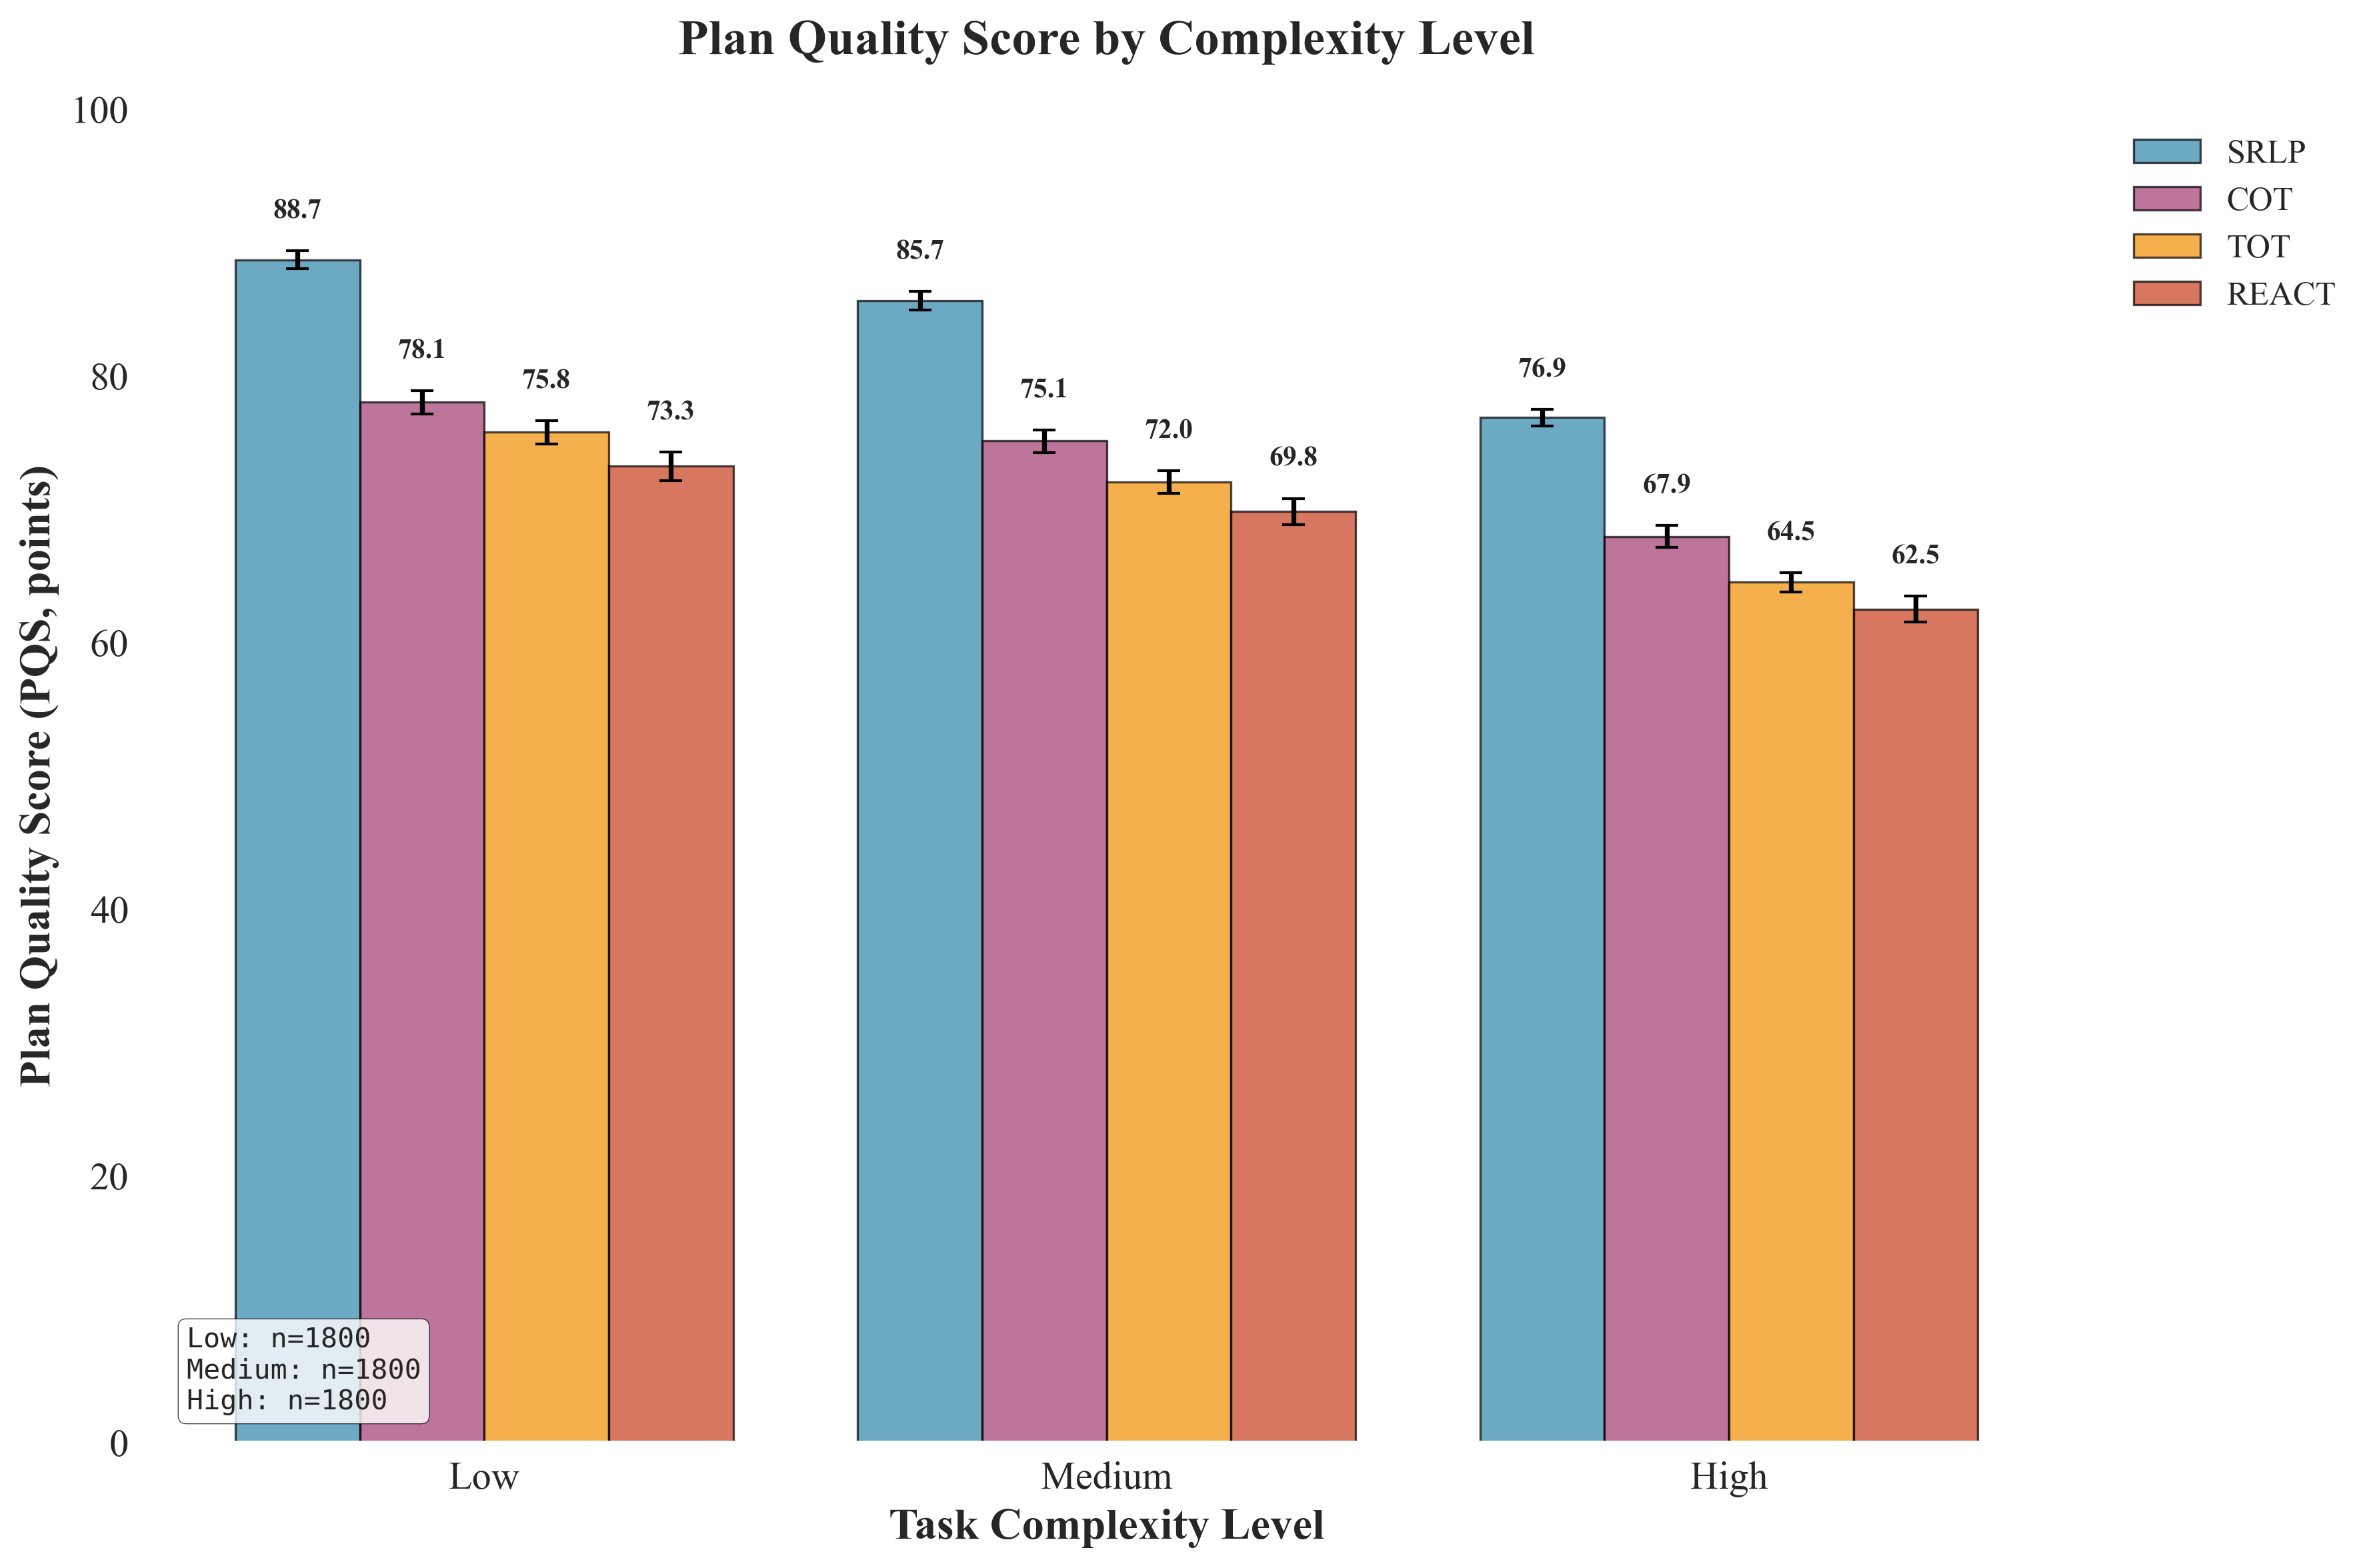 Plan Quality Score by Complexity Level
Plan Quality Score (PQS, points)
100
80
60
40
20
0
88.7
78.1
75.8
73.3
85.7
75.1
72.0
69.8
76.9
67.9
64.5
62.5
SRLP
COT
TOT
REACT
Low: n=1800
Medium: n=1800
High: n=1800
Low
Medium
High
Task Complexity Level